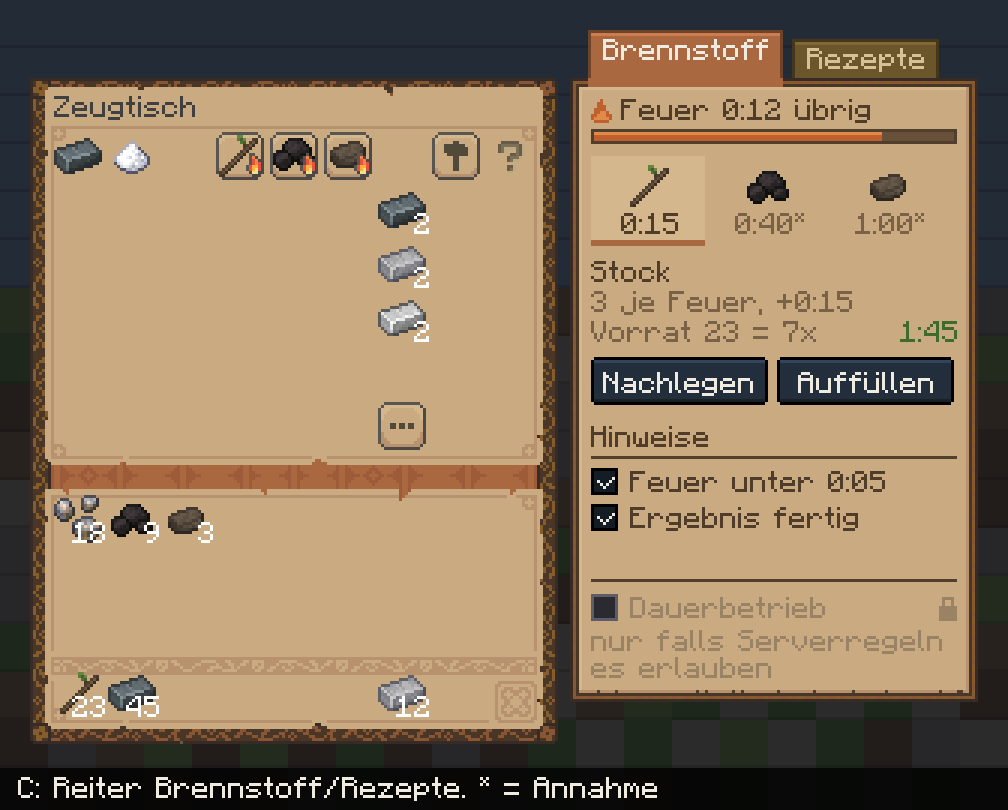 Brennstoff
Rezepte
Zeugtisch
Feuer 0:12 übrig
?
2
2
2
0:15
0:40*
1:00*
Stock
3 je Feuer, +0:15
Vorrat 23 = 7x 1:45
Nachlegen
Auffüllen
Hinweise
Feuer unter 0:05
Ergebnis fertig
18 9 3
Dauerbetrieb
nur falls Serverregeln
es erlauben
23 45 12
C: Reiter Brennstoff/Rezepte. * = Annahme